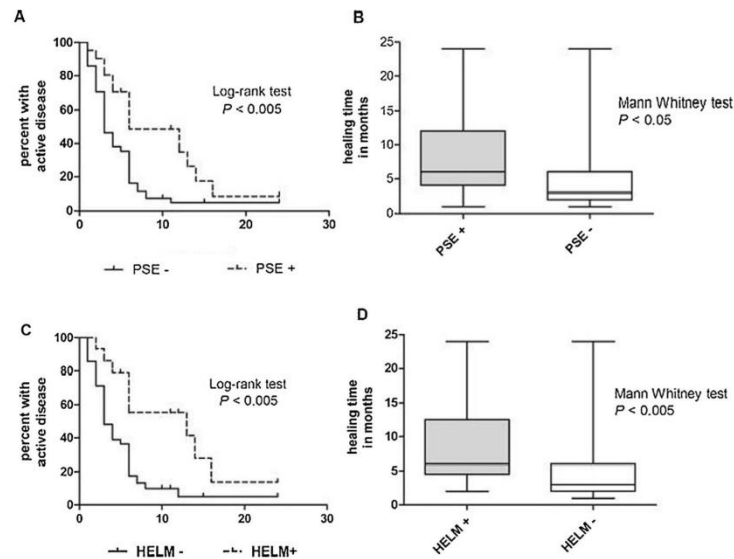 A
percent with
active disease
100
80
60
40
20
0
0
10
20
30
Log-rank test
P < 0.005
PSE -
PSE +
B
healing time
in months
25
20
15
10
5
0
Mann Whitney test
P < 0.05
PSE +
PSE -
C
percent with
active disease
100
80
60
40
20
0
10
20
30
Log-rank test
P < 0.005
HELM -
HELM+
D
healing time
in months
25
20
15
10
5
0
Mann Whitney test
P < 0.005
HELM +
HELM -